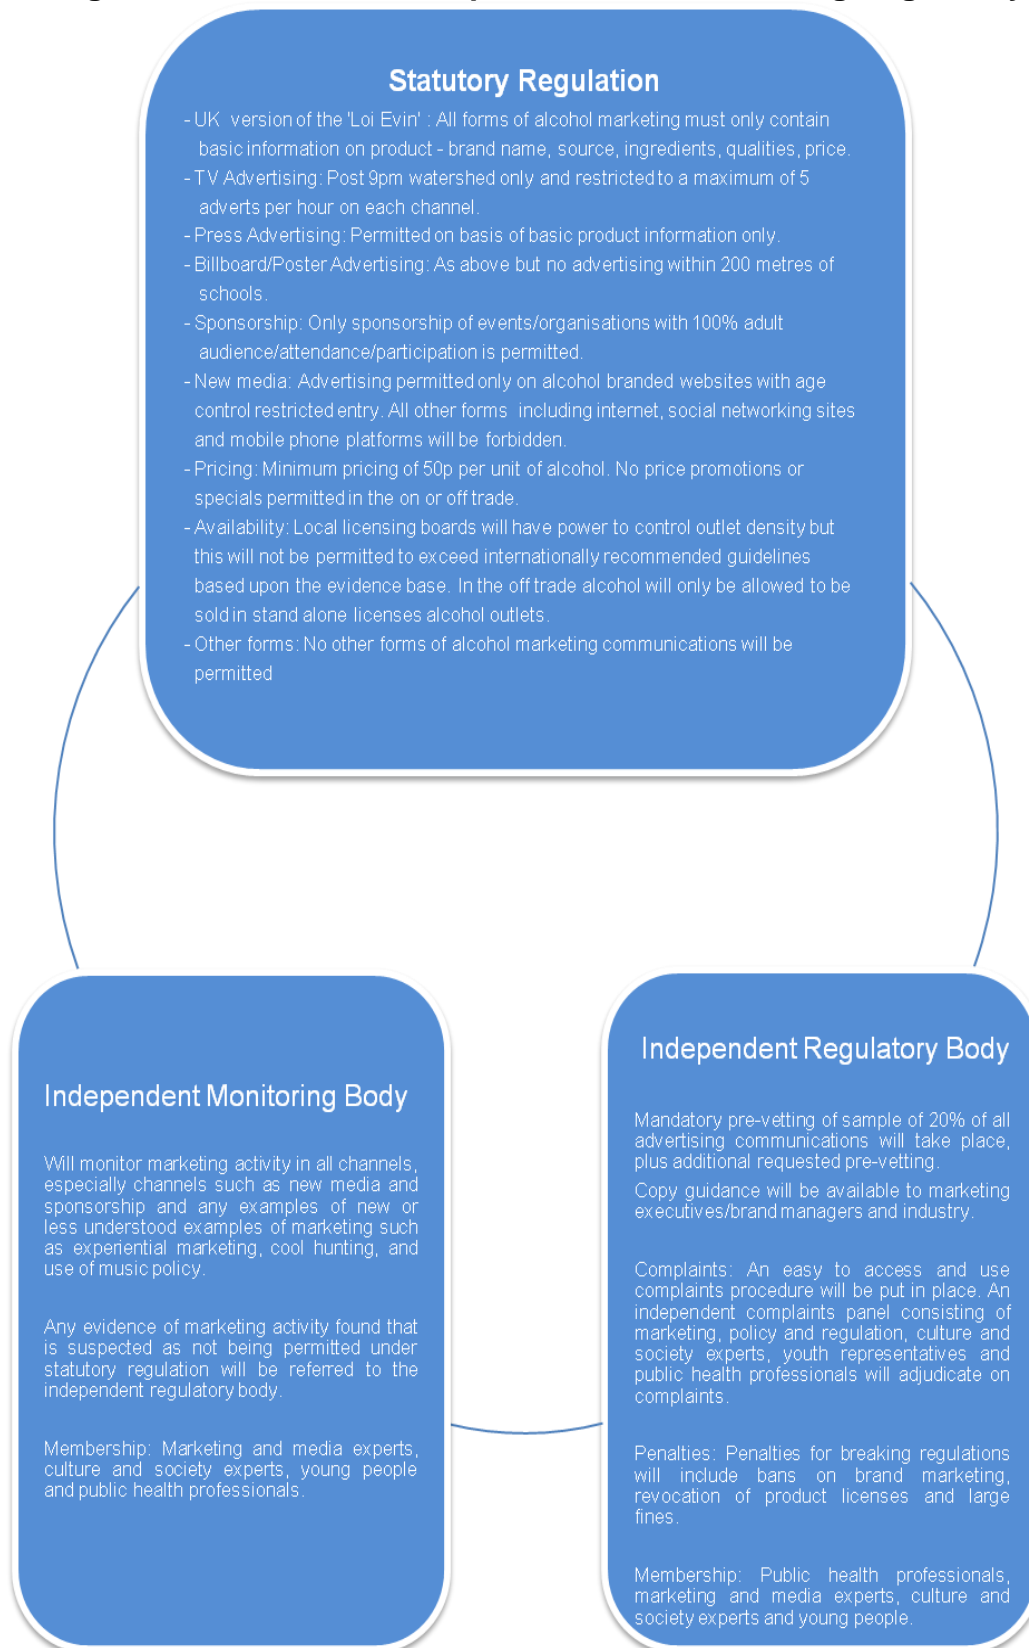 Statutory Regulation
- UK version of the 'Loi Evin' : All forms of alcohol marketing must only contain
basic information on product - brand name, source, ingredients, qualities, price.
- TV Advertising: Post 9pm watershed only and restricted to a maximum of 5
adverts per hour on each channel.
- Press Advertising: Permitted on basis of basic product information only.
- Billboard/Poster Advertising: As above but no advertising within 200 metres of
schools.
- Sponsorship: Only sponsorship of events/organisations with 100% adult
audience/attendance/participation is permitted.
- New media: Advertising permitted only on alcohol branded websites with age
control restricted entry. All other forms including internet, social networking sites
and mobile phone platforms will be forbidden.
- Pricing: Minimum pricing of 50p per unit of alcohol. No price promotions or
specials permitted in the on or off trade.
- Availability: Local licensing boards will have power to control outlet density but
this will not be permitted to exceed internationally recommended guidelines
based upon the evidence base. In the off trade alcohol will only be allowed to be
sold in stand alone licenses alcohol outlets.
- Other forms: No other forms of alcohol marketing communications will be
permitted
Independent Monitoring Body
Will monitor marketing activity in all channels,
especially channels such as new media and
sponsorship and any examples of new or
less understood examples of marketing such
as experiential marketing, cool hunting, and
use of music policy.
Any evidence of marketing activity found that
is suspected as not being permitted under
statutory regulation will be referred to the
independent regulatory body.
Membership: Marketing and media experts,
culture and society experts, young people
and public health professionals.
Independent Regulatory Body
Mandatory pre-vetting of sample of 20% of all
advertising communications will take place,
plus additional requested pre-vetting.
Copy guidance will be available to marketing
executives/brand managers and industry.
Complaints: An easy to access and use
complaints procedure will be put in place. An
independent complaints panel consisting of
marketing, policy and regulation, culture and
society experts, youth representatives and
public health professionals will adjudicate on
complaints.
Penalties: Penalties for breaking regulations
will include bans on brand marketing,
revocation of product licenses and large
fines.
Membership: Public health professionals,
marketing and media experts, culture and
society experts and young people.